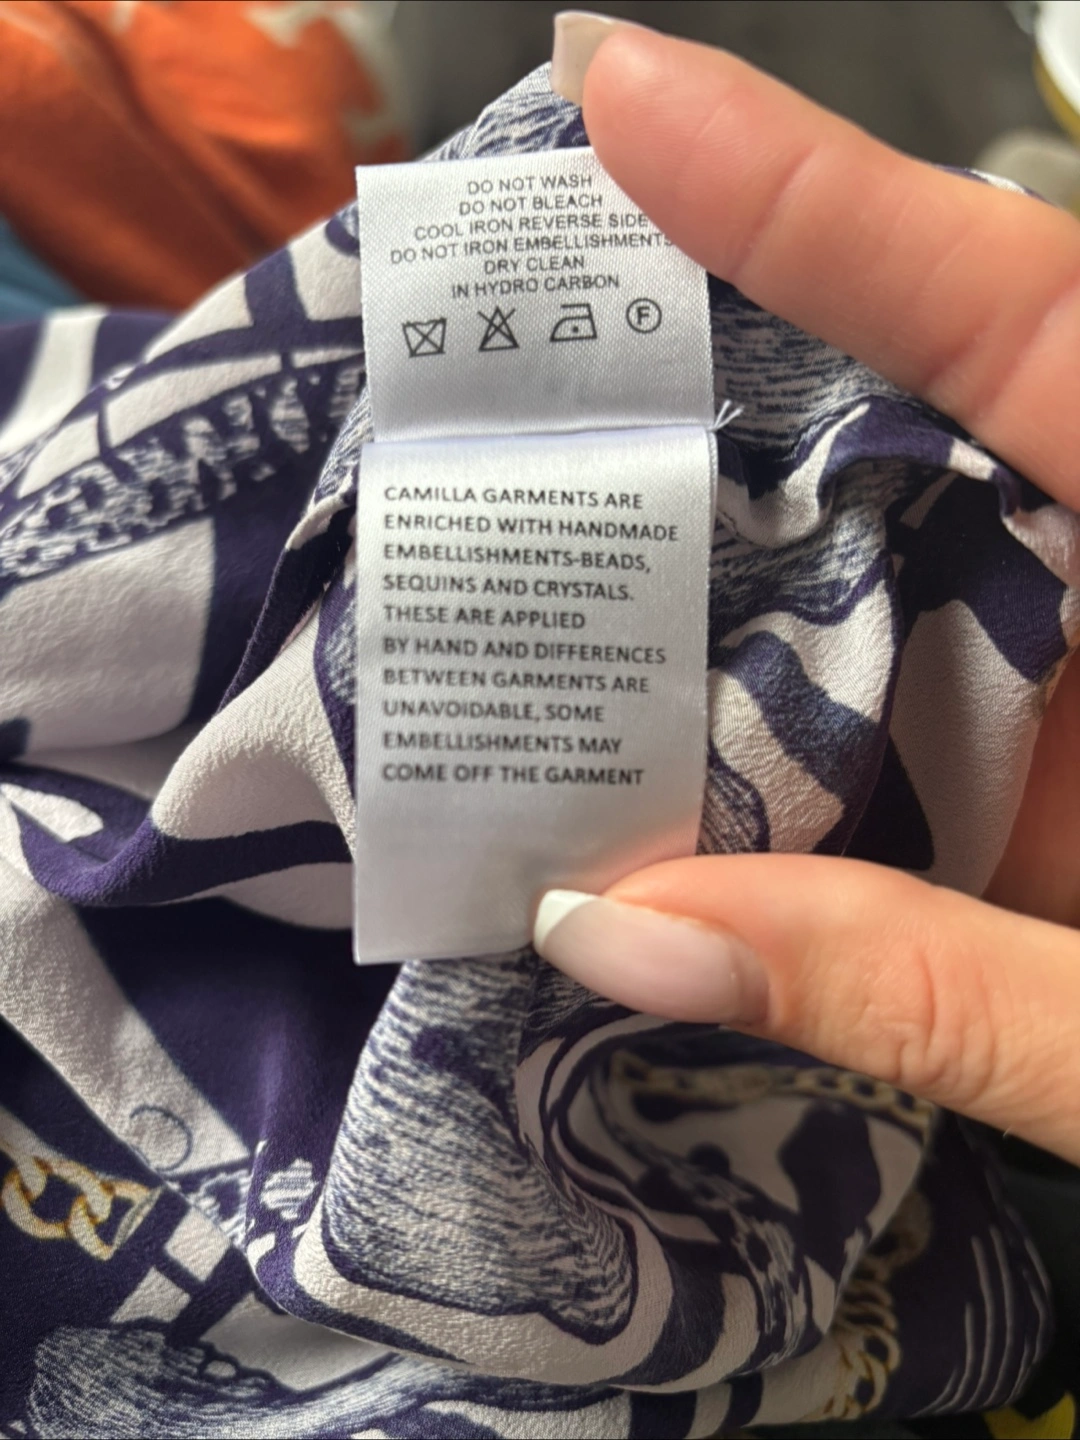 DO NOT WASH
DO NOT BLEACH
COOL IRON REVERSE SIDE
DO NOT IRON EMBELLISHMENTS
DRY CLEAN
IN HYDRO CARBON
F
CAMILLA GARMENTS ARE
ENRICHED WITH HANDMADE
EMBELLISHMENTS-BEADS,
SEQUINS AND CRYSTALS.
THESE ARE APPLIED
BY HAND AND DIFFERENCES
BETWEEN GARMENTS ARE
UNAVOIDABLE, SOME
EMBELLISHMENTS MAY
COME OFF THE GARMENT